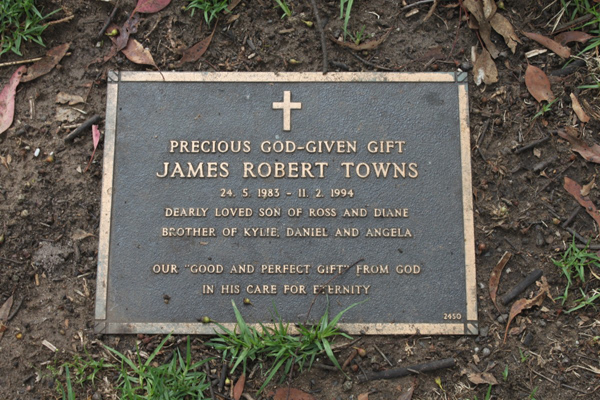 PRECIOUS GOD-GIVEN GIFT
JAMES ROBERT TOWNS
24. 5. 1983 - 11. 2. 1994
DEARLY LOVED SON OF ROSS AND DIANE
BROTHER OF KYLIE, DANIEL AND ANGELA
OUR "GOOD AND PERFECT GIFT" FROM GOD
IN HIS CARE FOR ETERNITY
2450